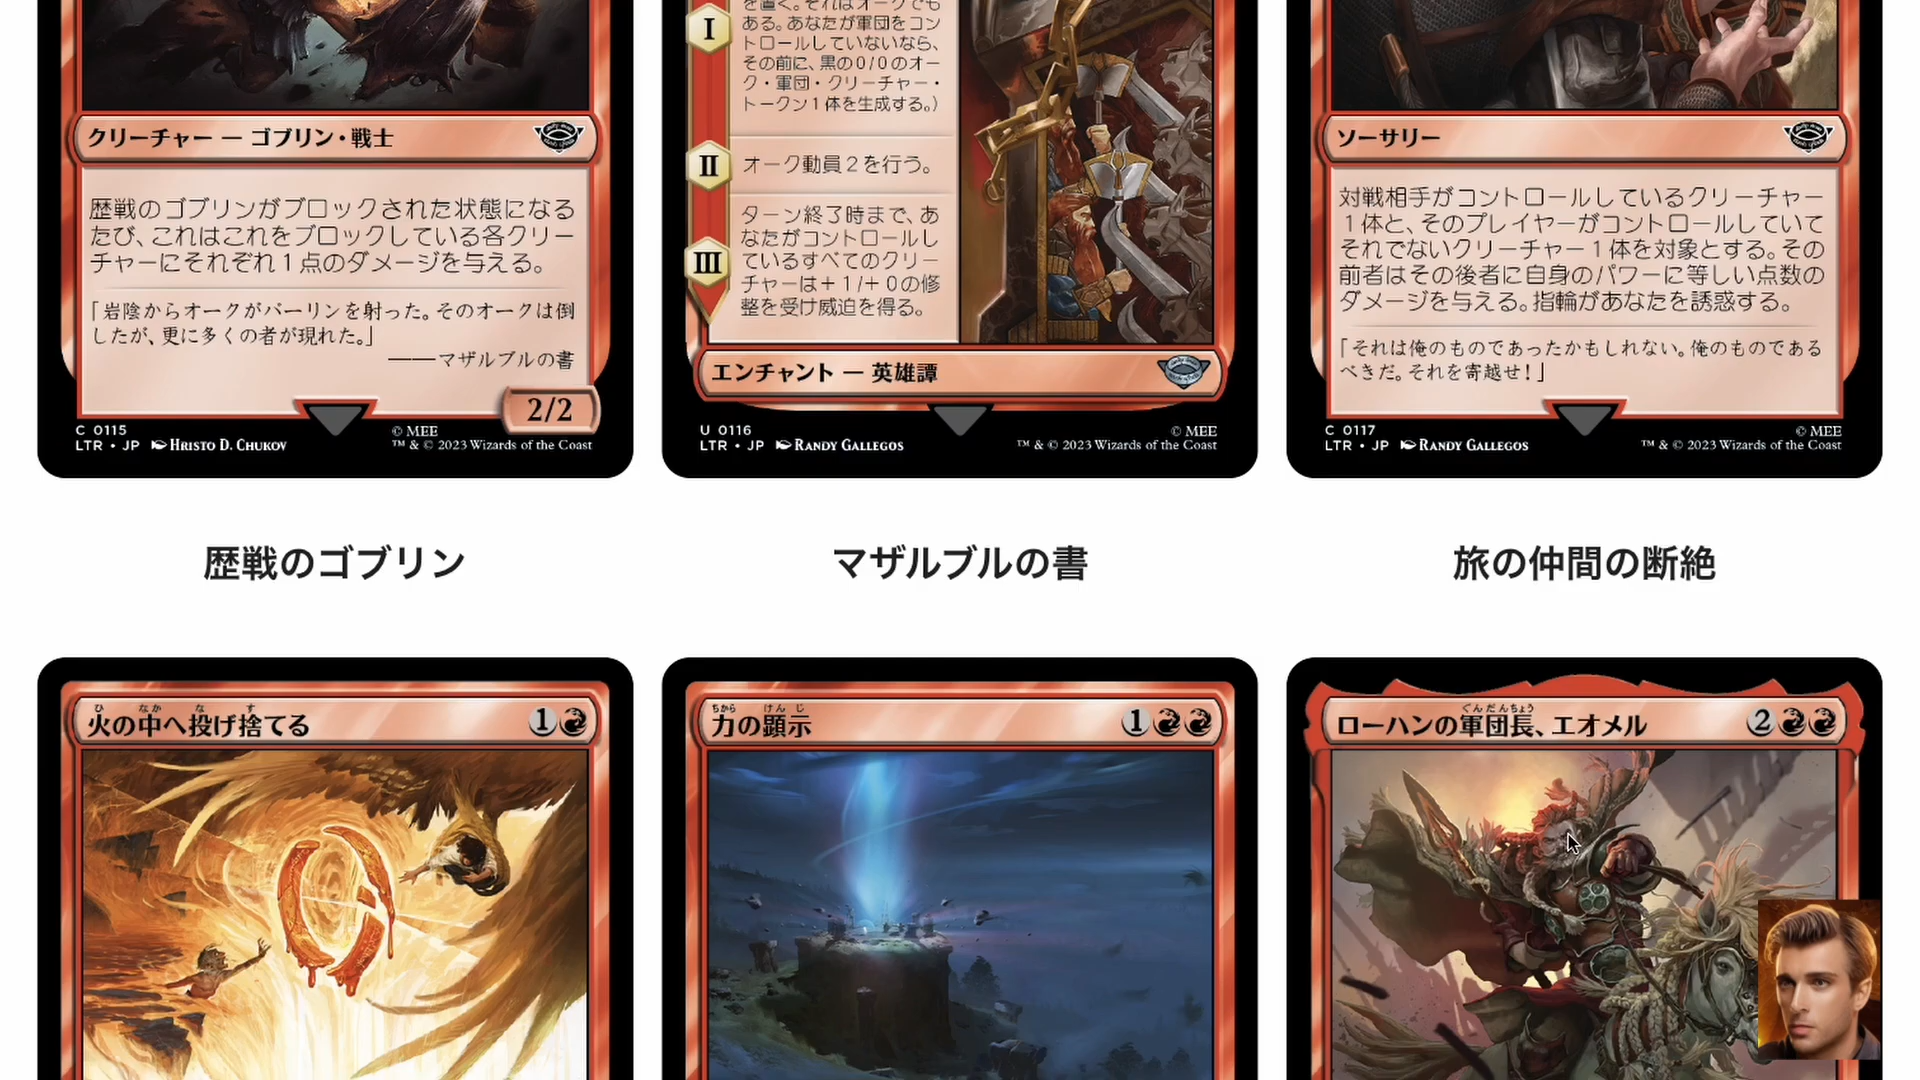 クリーチャー ― ゴブリン・戦士
歴戦のゴブリンがブロックされた状態になる
たび、これはこれをブロックしている各クリー
チャーにそれぞれ1点のダメージを与える。
「岩陰からオークがバーリンを射った。そのオークは倒
したが、更に多くの者が現れた。」
――マザルブルの書
2/2
C 0115
LTR • JP HRISTO D. CHUKOV
© MEE
™ & © 2023 Wizards of the Coast
を置く。それはオークでも
ある。あなたが軍団をコン
トロールしていないなら、
その前に、黒の0/0のオー
ク・軍団・クリーチャー・
トークン1体を生成する。)
I
II
オーク動員2を行う。
III
ターン終了時まで、あ
なたがコントロールし
ているすべてのクリー
チャーは+1/+0の修
整を受け威迫を得る。
エンチャント ― 英雄譚
U 0116
LTR • JP RANDY GALLEGOS
© MEE
™ & © 2023 Wizards of the Coast
ソーサリー
対戦相手がコントロールしているクリーチャー
1体と、そのプレイヤーがコントロールしていて
それでないクリーチャー1体を対象とする。その
前者はその後者に自身のパワーに等しい点数の
ダメージを与える。指輪があなたを誘惑する。
「それは俺のものであったかもしれない。俺のものである
べきだ。それを寄越せ!」
C 0117
LTR • JP RANDY GALLEGOS
© MEE
™ & © 2023 Wizards of the Coast
歴戦のゴブリン
マザルブルの書
旅の仲間の断絶
ひ なか な す
火の中へ投げ捨てる
1
ちから けんじ
力の顕示
1
ぐんだんちょう
ローハンの軍団長、エオメル
2